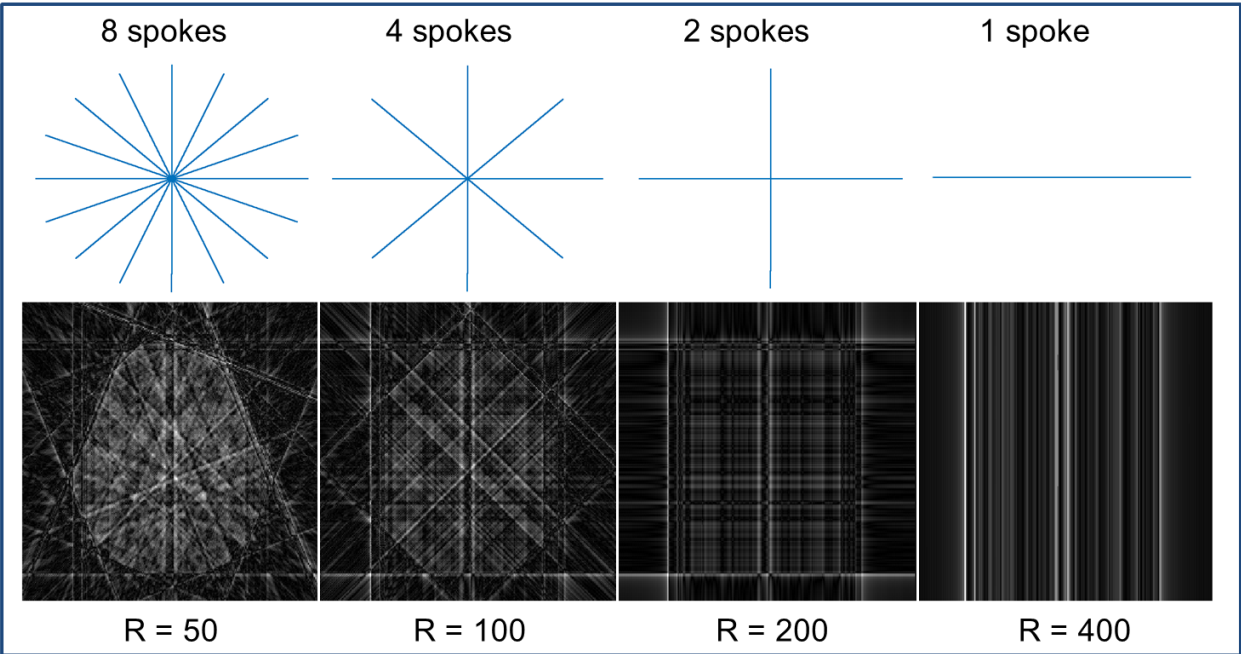 8 spokes
4 spokes
2 spokes
1 spoke
R = 50
R = 100
R = 200
R = 400